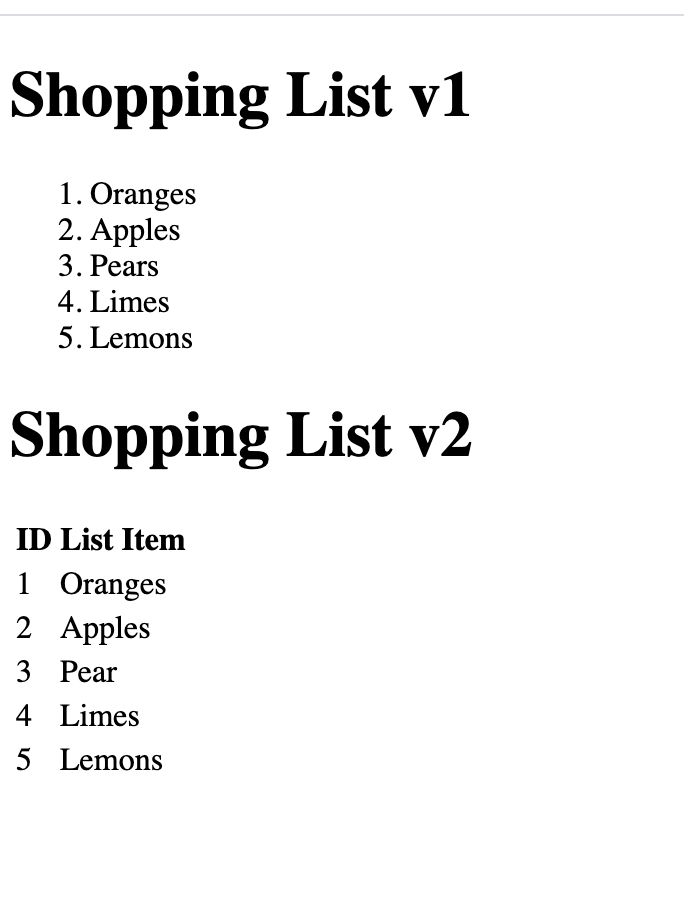 Shopping List v1
1. Oranges
2. Apples
3. Pears
4. Limes
5. Lemons
Shopping List v2
ID List Item
1 Oranges
2 Apples
3 Pear
4 Limes
5 Lemons